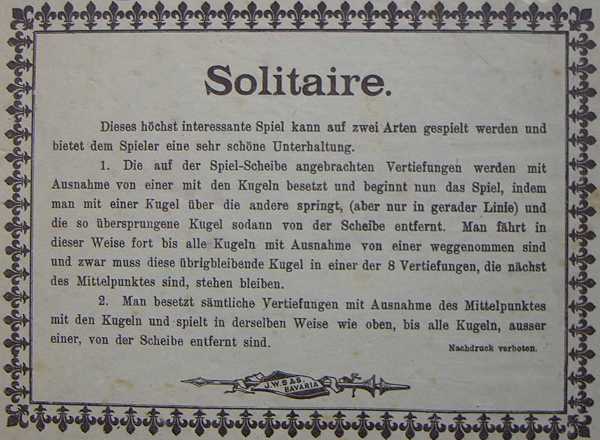 Solitaire.
Dieses höchst interessante Spiel kann auf zwei Arten gespielt werden und
bietet dem Spieler eine sehr schöne Unterhaltung.
1. Die auf der Spiel-Scheibe angebrachten Vertiefungen werden mit
Ausnahme von einer mit den Kugeln besetzt und beginnt nun das Spiel, indem
man mit einer Kugel über die andere springt, (aber nur in gerader Linie) und
die so übersprungene Kugel sodann von der Scheibe entfernt. Man fährt in
dieser Weise fort bis alle Kugeln mit Ausnahme von einer weggenommen sind
und zwar muss diese übrigbleibende Kugel in einer der 8 Vertiefungen, die nächst
des Mittelpunktes sind, stehen bleiben.
2. Man besetzt sämtliche Vertiefungen mit Ausnahme des Mittelpunktes
mit den Kugeln und spielt in derselben Weise wie oben, bis alle Kugeln, ausser
einer, von der Scheibe entfernt sind.
Nachdruck verboten.
J.W.S & S.
BAVARIA